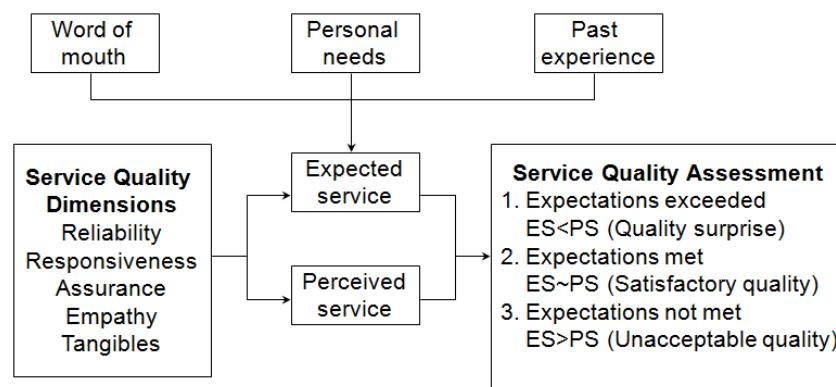 Word of
mouth
Personal
needs
Past
experience
Service Quality
Dimensions
Reliability
Responsiveness
Assurance
Empathy
Tangibles
Expected
service
Perceived
service
Service Quality Assessment
1. Expectations exceeded
ES<PS (Quality surprise)
2. Expectations met
ES~PS (Satisfactory quality)
3. Expectations not met
ES>PS (Unacceptable quality)